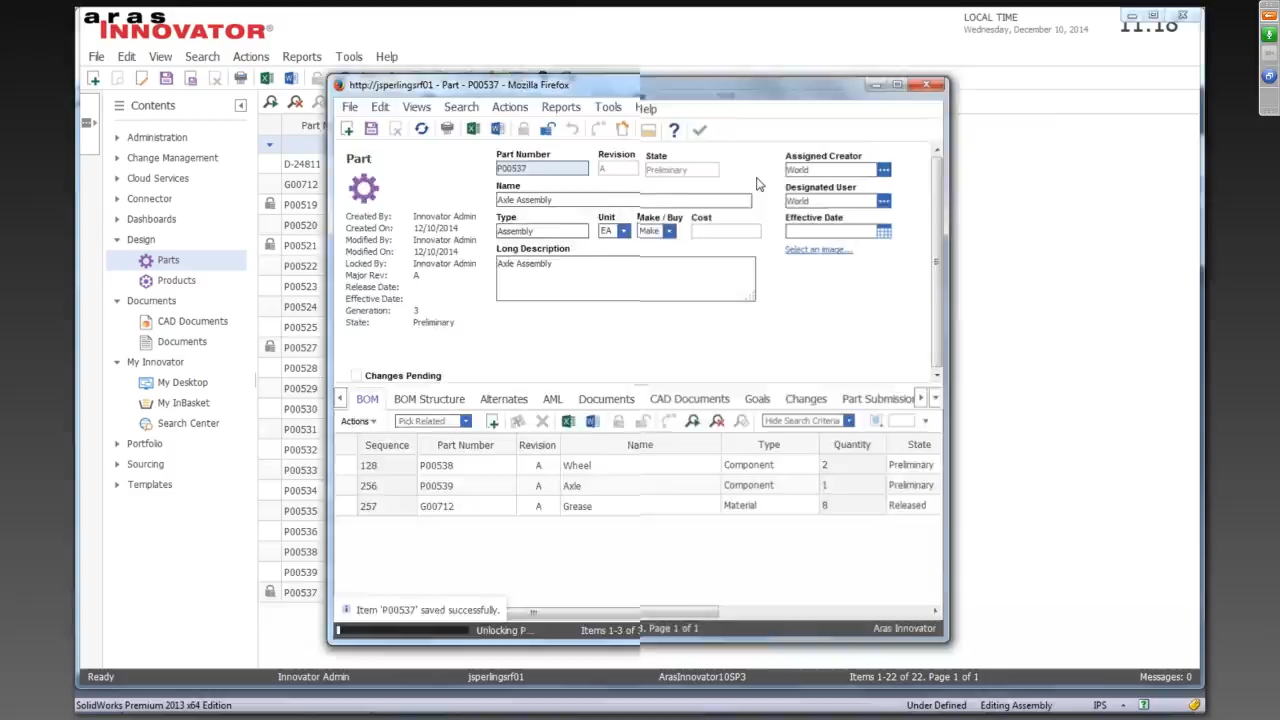 aras
INNOVATOR®
LOCAL TIME
Wednesday, December 10, 2014
File Edit View Search Actions Reports Tools Help
http://jsperlingsrf01 - Part - P00537 - Mozilla Firefox
File Edit Views Search Actions Reports Tools Help
Contents
Administration
Change Management
Cloud Services
Connector
Dashboards
Design
Parts
Products
Documents
CAD Documents
Documents
My Innovator
My Desktop
My InBasket
Search Center
Portfolio
Sourcing
Templates
Part N
D-24811
G00712
P00519
P00520
P00521
P00522
P00523
P00524
P00525
P00527
P00528
P00529
P00530
P00531
P00532
P00533
P00534
P00535
P00536
P00538
P00539
P00537
Part
Created By: Innovator Admin
Created On: 12/10/2014
Modified By: Innovator Admin
Modified On: 12/10/2014
Locked By: Innovator Admin
Major Rev: A
Release Date:
Effective Date:
Generation: 3
State: Preliminary
Part Number Revision State
P00537 A Preliminary
Name
Axle Assembly
Type Unit Make / Buy Cost
Assembly EA Make
Long Description
Axle Assembly
Assigned Creator
World
Designated User
World
Effective Date
Select an image...
Changes Pending
BOM BOM Structure Alternates AML Documents CAD Documents Goals Changes Part Submission
Actions Pick Related Hide Search Criteria
Sequence Part Number Revision Name Type Quantity State
128 P00538 A Wheel Component 2 Preliminary
256 P00539 A Axle Component 1 Preliminary
257 G00712 A Grease Material 8 Released
Item 'P00537' saved successfully.
Unlocking P... Items 1-3 of 3. Page 1 of 1 Aras Innovator
Ready Innovator Admin jsperlingsrf01 ArasInnovator10SP3 Items 1-22 of 22. Page 1 of 1 Messages: 0
SolidWorks Premium 2013 x64 Edition Under Defined Editing Assembly IPS